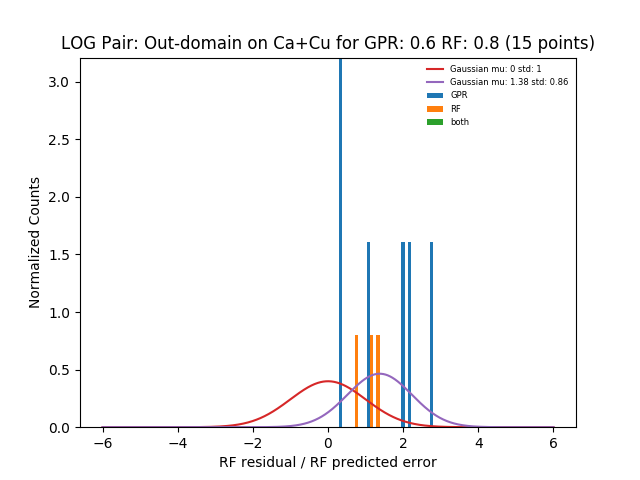 LOG Pair: Out-domain on Ca+Cu for GPR: 0.6 RF: 0.8 (15 points)
Gaussian mu: 0 std: 1
Gaussian mu: 1.38 std: 0.86
GPR
RF
both
Normalized Counts
3.0
2.5
2.0
1.5
1.0
0.5
0.0
−6 −4 −2 0 2 4 6
RF residual / RF predicted error